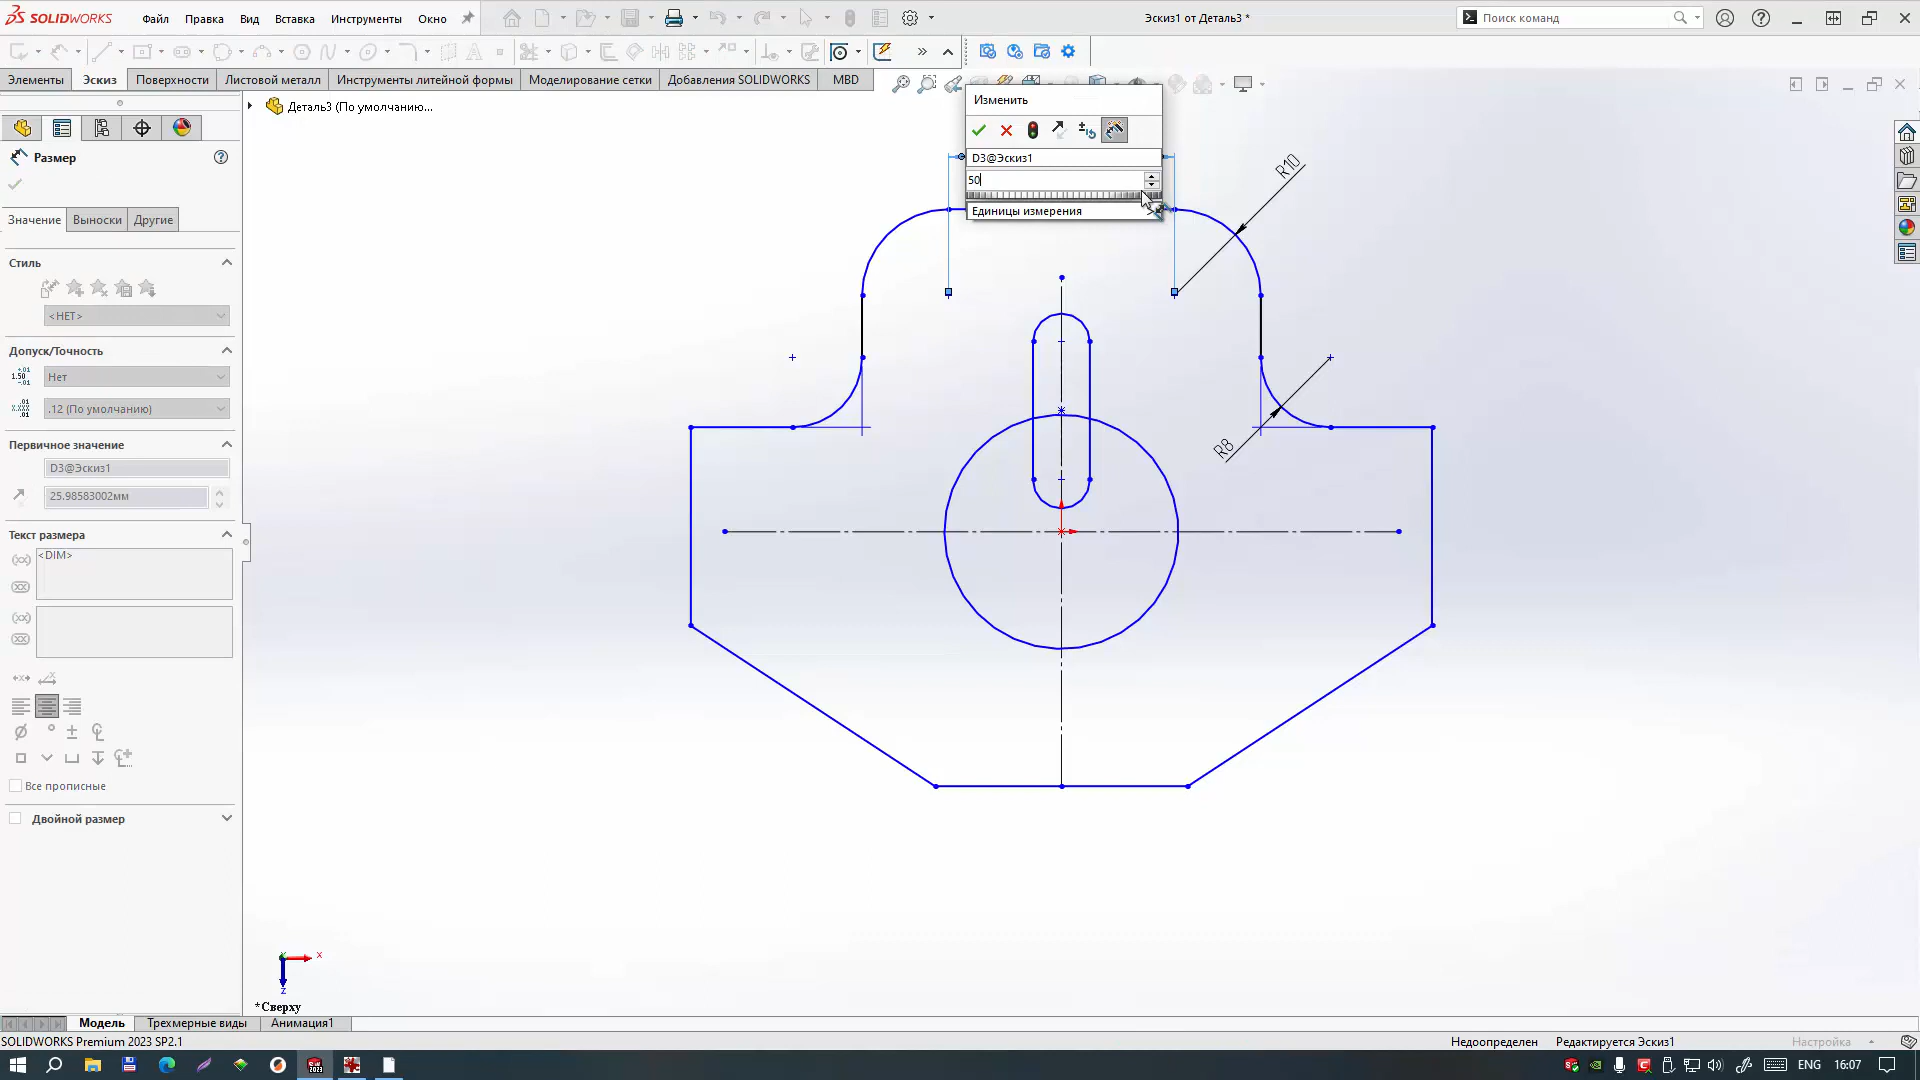 SOLIDWORKS
Файл
Правка
Вид
Вставка
Инструменты
Окно
Эскиз1 от Деталь3 *
Поиск команд
Элементы
Эскиз
Поверхности
Листовой металл
Инструменты литейной формы
Моделирование сетки
Добавления SOLIDWORKS
MBD
Деталь3 (По умолчанию...
Изменить
D3@Эскиз1
50
Единицы измерения
R10
R8
Размер
Значение
Выноски
Другие
Стиль
<НЕТ>
Допуск/Точность
Нет
.12 (По умолчанию)
Первичное значение
D3@Эскиз1
25.98583002мм
Текст размера
<DIM>
Все прописные
Двойной размер
x
z
*Сверху
Модель
Трехмерные виды
Анимация1
SOLIDWORKS Premium 2023 SP2.1
Недоопределен
Редактируется Эскиз1
Настройка
ENG
16:07